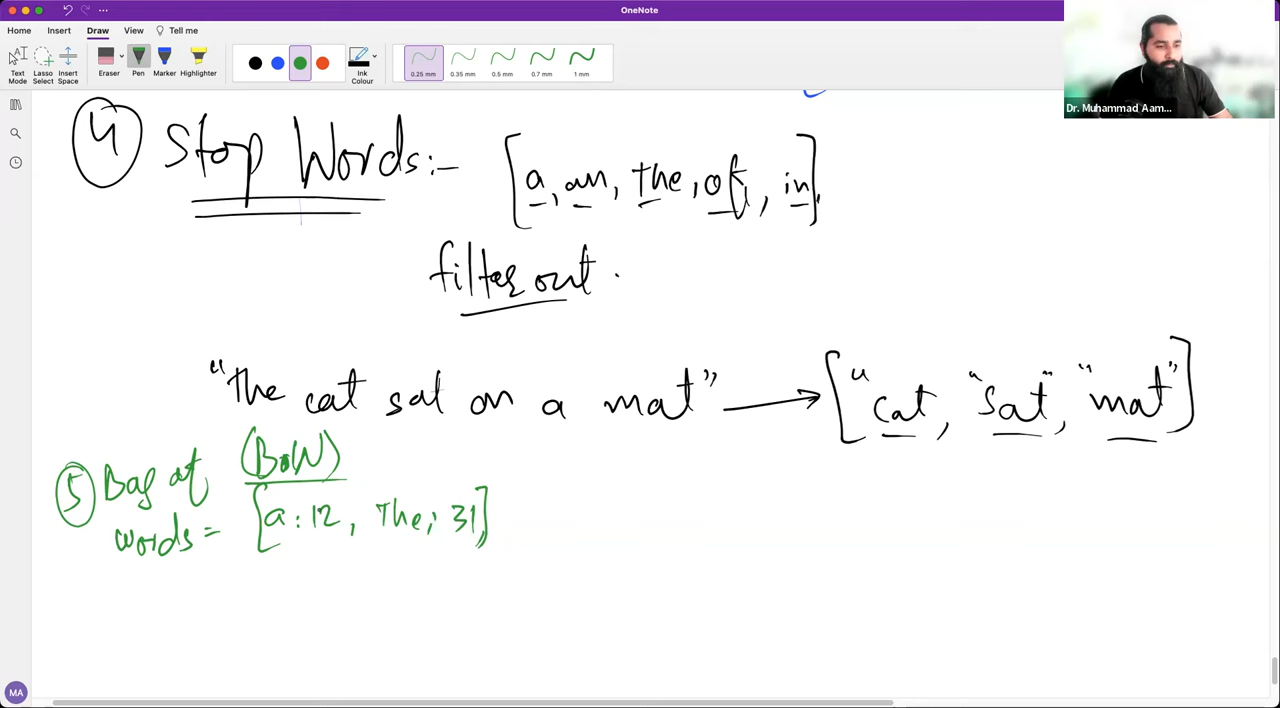 OneNote
Home Insert Draw View Tell me
Text Mode Lasso Select Insert Space Eraser Pen Marker Highlighter Ink Colour 0.25 mm 0.35 mm 0.5 mm 0.7 mm 1 mm
Dr. Muhammad Aam...
4 Stop Words:- [a, an, the, of, in].
filter out.
"the cat sat on a mat" → ["cat, "sat", "mat"]
(BoW)
5 Bag of
words = [a : 12, The : 31]
MA